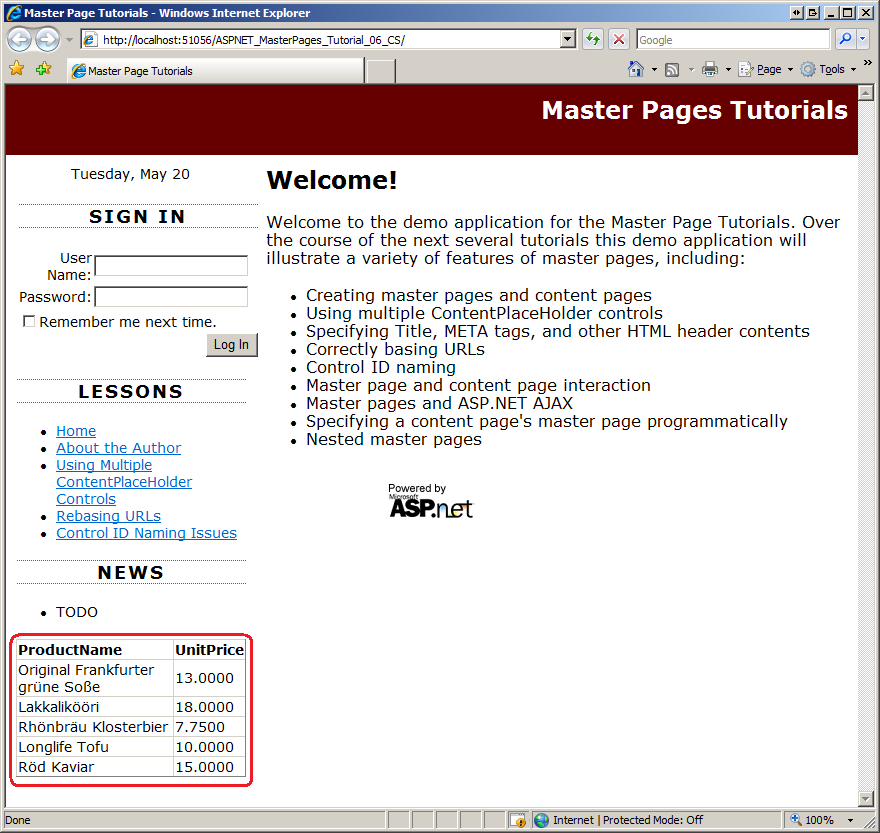 Master Page Tutorials - Windows Internet Explorer
http://localhost:51056/ASPNET_MasterPages_Tutorial_06_CS/
Google
Master Page Tutorials
Page
Tools
Master Pages Tutorials
Tuesday, May 20
SIGN IN
User
Name:
Password:
Remember me next time.
Log In
LESSONS
Home
About the Author
Using Multiple
ContentPlaceHolder
Controls
Rebasing URLs
Control ID Naming Issues
NEWS
TODO
ProductName UnitPrice
Original Frankfurter
grüne Soße 13.0000
Lakkalikööri 18.0000
Rhönbräu Klosterbier 7.7500
Longlife Tofu 10.0000
Röd Kaviar 15.0000
Welcome!
Welcome to the demo application for the Master Page Tutorials. Over
the course of the next several tutorials this demo application will
illustrate a variety of features of master pages, including:
Creating master pages and content pages
Using multiple ContentPlaceHolder controls
Specifying Title, META tags, and other HTML header contents
Correctly basing URLs
Control ID naming
Master page and content page interaction
Master pages and ASP.NET AJAX
Specifying a content page's master page programmatically
Nested master pages
Powered by
Microsoft
ASP.net
Done
Internet | Protected Mode: Off
100%